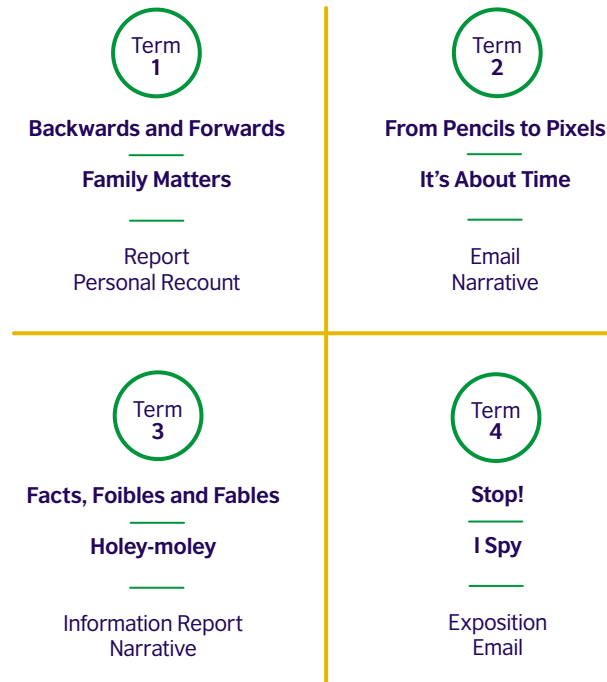 Term
1
Backwards and Forwards
Family Matters
Report
Personal Recount
Term
2
From Pencils to Pixels
It's About Time
Email
Narrative
Term
3
Facts, Foibles and Fables
Holey-moley
Information Report
Narrative
Term
4
Stop!
I Spy
Exposition
Email